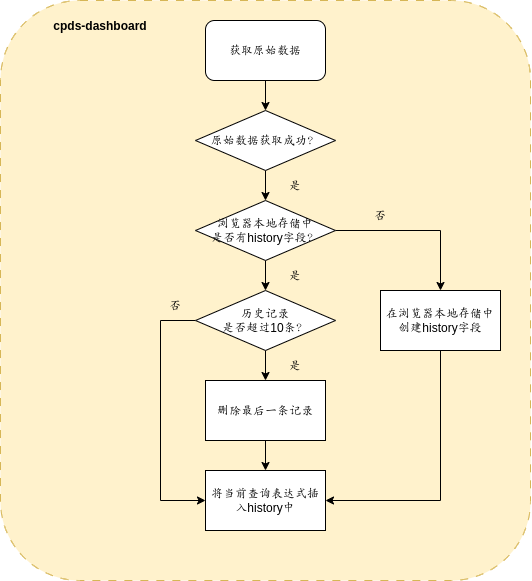 cpds-dashboard
获取原始数据
原始数据获取成功?
是
浏览器本地存储中
是否有history字段?
否
是
在浏览器本地存储中
创建history字段
历史记录
是否超过10条?
否
是
删除最后一条记录
将当前查询表达式插
入history中